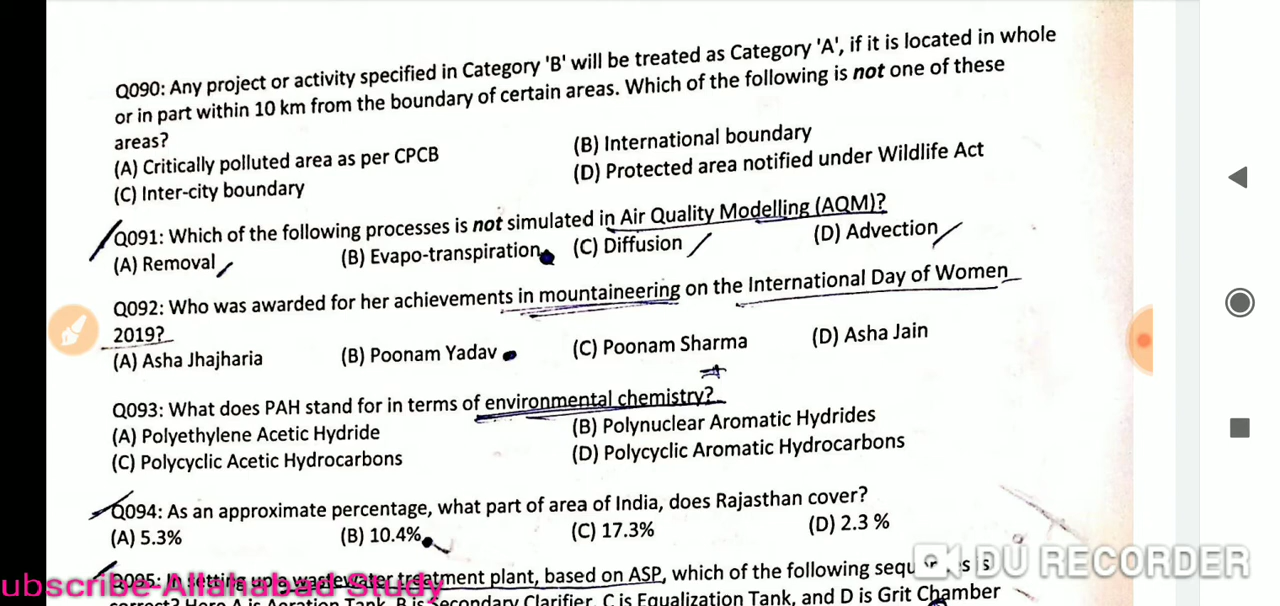 Q090: Any project or activity specified in Category 'B' will be treated as Category 'A', if it is located in whole
or in part within 10 km from the boundary of certain areas. Which of the following is not one of these
areas?
(A) Critically polluted area as per CPCB (B) International boundary
(C) Inter-city boundary (D) Protected area notified under Wildlife Act
Q091: Which of the following processes is not simulated in Air Quality Modelling (AQM)?
(A) Removal (B) Evapo-transpiration (C) Diffusion (D) Advection
Q092: Who was awarded for her achievements in mountaineering on the International Day of Women
2019?
(A) Asha Jhajharia (B) Poonam Yadav (C) Poonam Sharma (D) Asha Jain
Q093: What does PAH stand for in terms of environmental chemistry?
(A) Polyethylene Acetic Hydride (B) Polynuclear Aromatic Hydrides
(C) Polycyclic Acetic Hydrocarbons (D) Polycyclic Aromatic Hydrocarbons
Q094: As an approximate percentage, what part of area of India, does Rajasthan cover?
(A) 5.3% (B) 10.4% (C) 17.3% (D) 2.3 %
Q095: In setting up a wastewater treatment plant, based on ASP, which of the following is
correct? Here A is Aeration Tank, B is Secondary Clarifier, C is Equalization Tank, and D is Grit Chamber
DU RECORDER
ubscribe-Allahabad Study